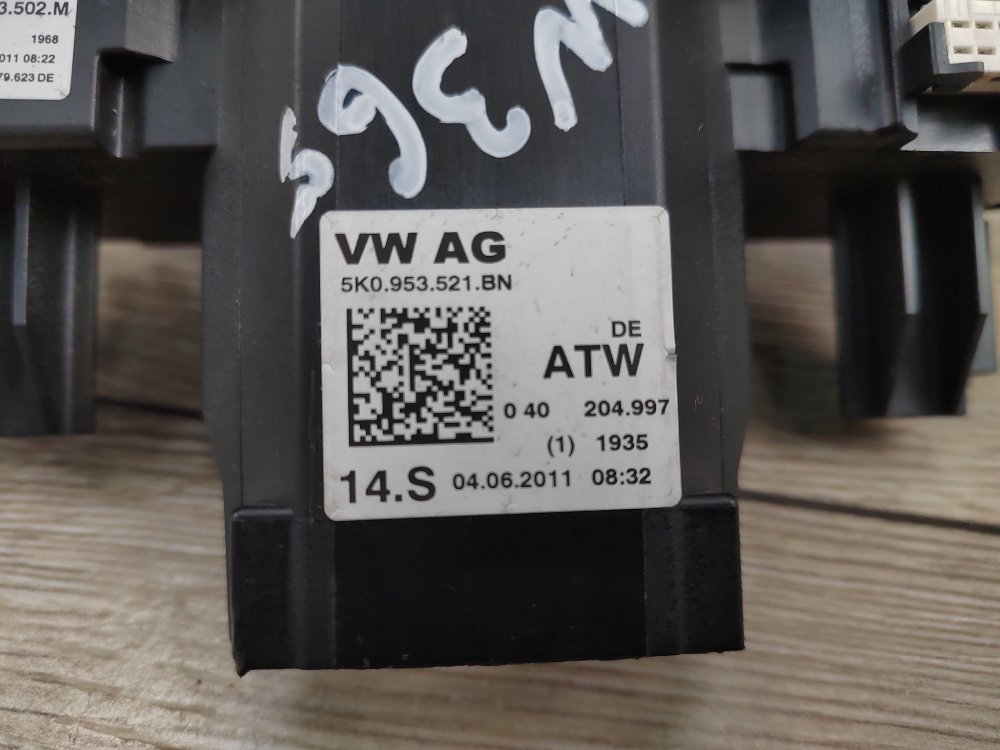 3.502.M
1968
011 08:22
79.623 DE
W365
VW AG
5K0.953.521.BN
DE
ATW
0 40 204.997
(1) 1935
14.S 04.06.2011 08:32